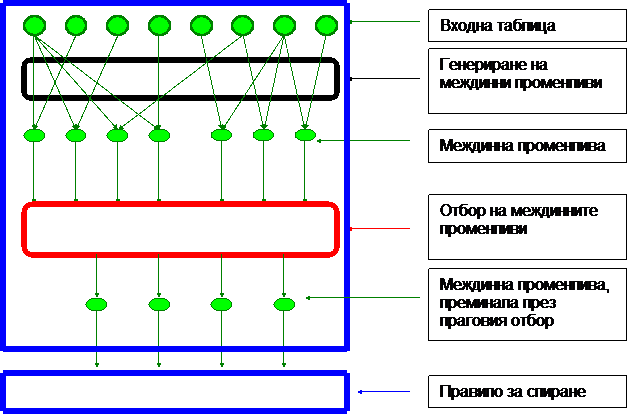 Входна таблица
Генериране на
междинни променливи
Междинна променлива
Отбор на междинните
променливи
Междинна променлива,
преминала през
праговия отбор
Правило за спиране